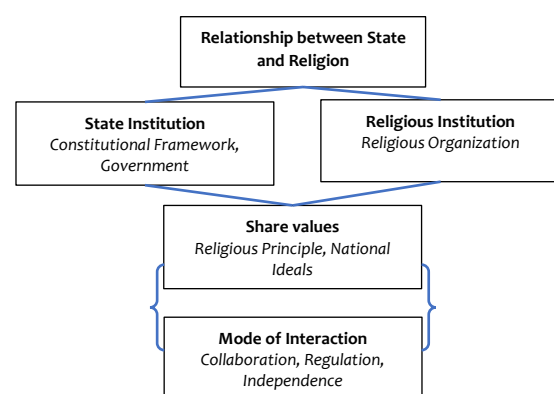 Relationship between State
and Religion
State Institution
Constitutional Framework,
Government
Religious Institution
Religious Organization
Share values
Religious Principle, National
Ideals
Mode of Interaction
Collaboration, Regulation,
Independence